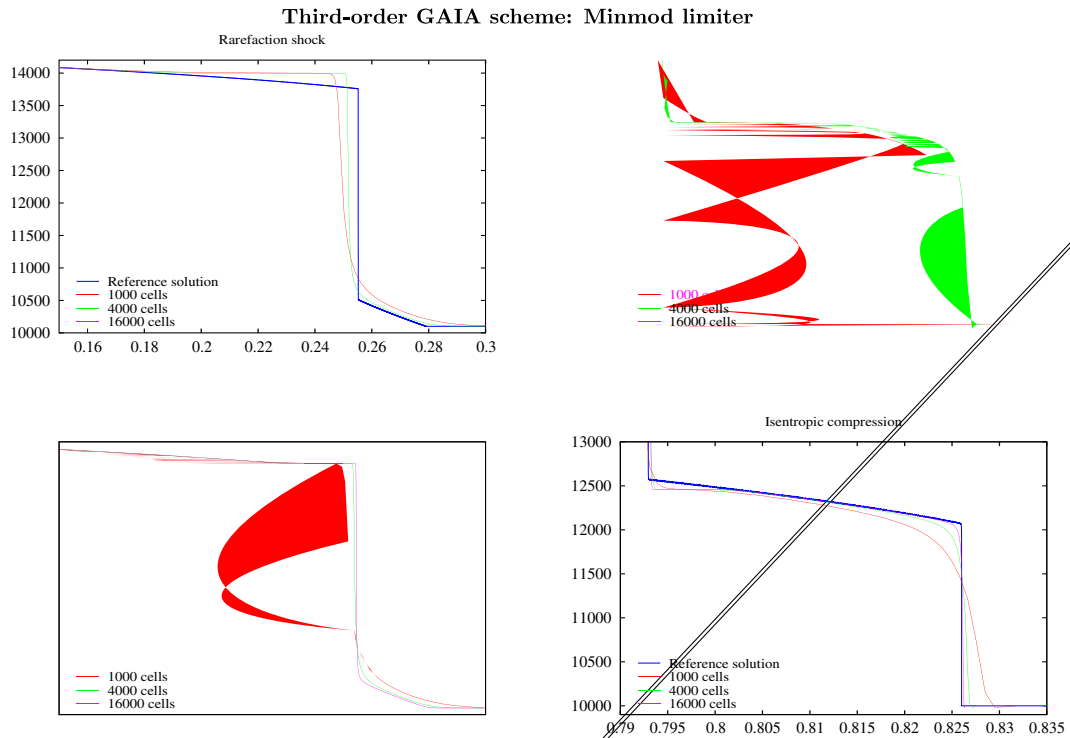 Third-order GAIA scheme: Minmod limiter
Rarefaction shock
14000
13500
13000
12500
12000
11500
11000
10500
10000
Reference solution
1000 cells
4000 cells
16000 cells
0.16
0.18
0.2
0.22
0.24
0.26
0.28
0.3
1000
4000 cells
16000 cells
1000 cells
4000 cells
16000 cells
Isentropic compression
13000
12500
12000
11500
11000
10500
10000
Reference solution
1000 cells
4000 cells
16000 cells
0.79
0.795
0.8
0.805
0.81
0.815
0.82
0.825
0.83
0.835